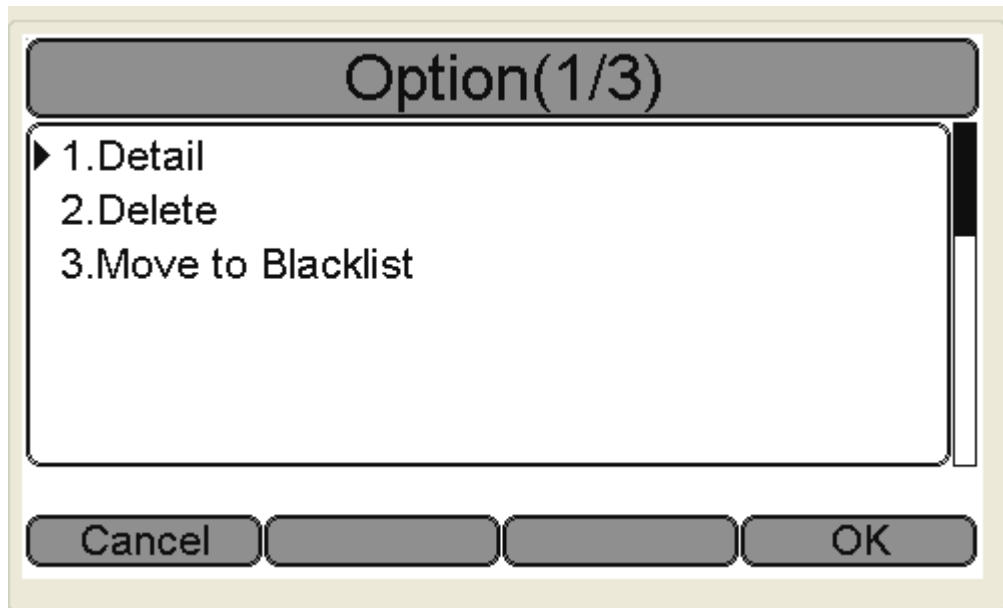 Option(1/3)
1.Detail
2.Delete
3.Move to Blacklist
Cancel OK